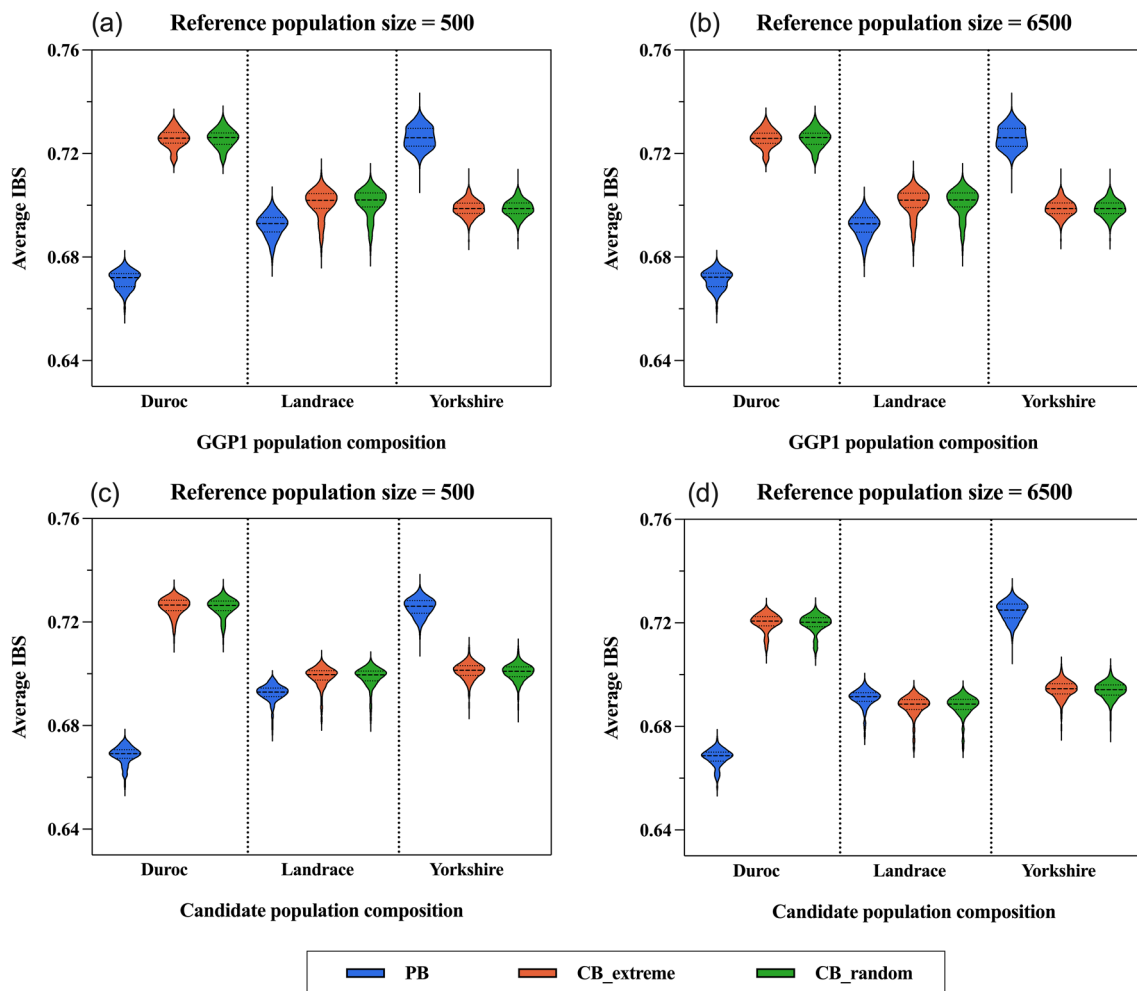 (a) Reference population size = 500
0.76
0.72
0.68
0.64
Average IBS
Duroc Landrace Yorkshire
GGP1 population composition
(b) Reference population size = 6500
0.76
0.72
0.68
0.64
Average IBS
Duroc Landrace Yorkshire
GGP1 population composition
(c) Reference population size = 500
0.76
0.72
0.68
0.64
Average IBS
Duroc Landrace Yorkshire
Candidate population composition
(d) Reference population size = 6500
0.76
0.72
0.68
0.64
Average IBS
Duroc Landrace Yorkshire
Candidate population composition
PB CB_extreme CB_random